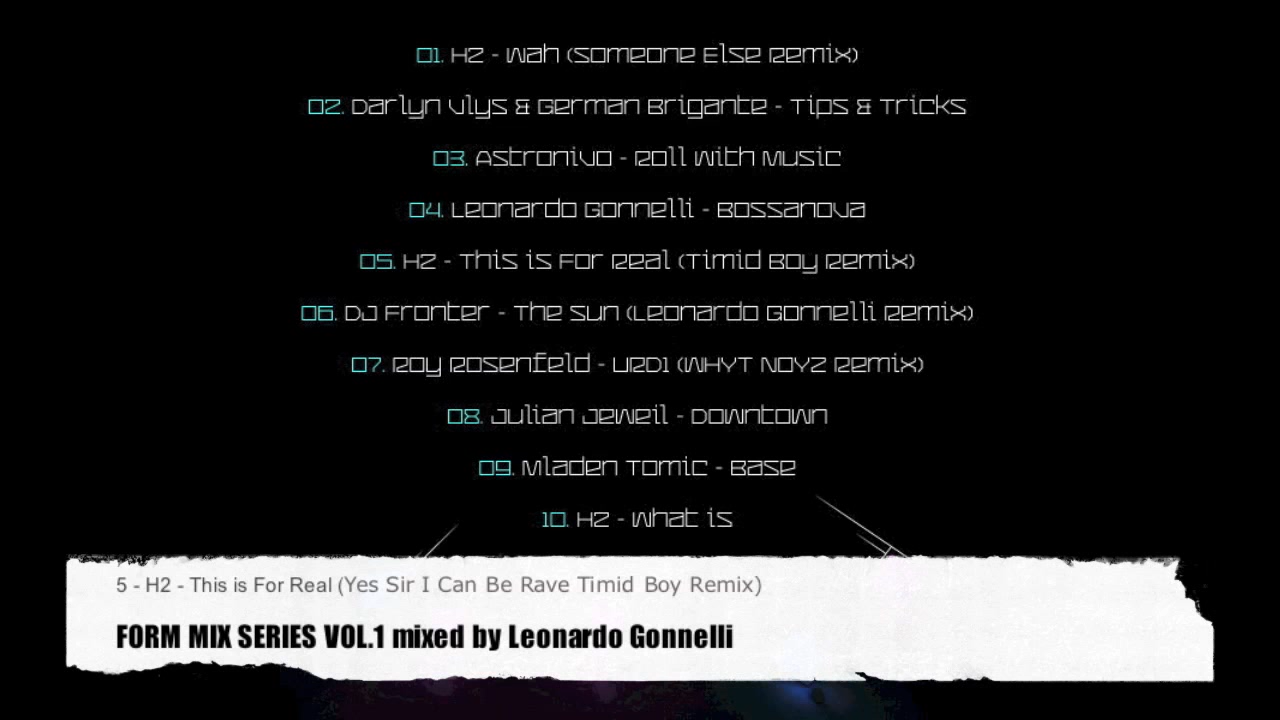 01. H2 - Wah (Someone Else Remix)
02. Darlyn Vlys & German Brigante - Tips & Tricks
03. Astronivo - Roll With Music
04. Leonardo Gonnelli - Bossanova
05. H2 - This is For Real (Timid Boy Remix)
06. DJ Fronter - The Sun (Leonardo Gonnelli Remix)
07. Roy Rosenfeld - URD1 (WHYT NOYZ Remix)
08. Julian Jeweil - Downtown
09. Mladen Tomic - Base
10. H2 - What is
5 - H2 - This is For Real (Yes Sir I Can Be Rave Timid Boy Remix)
FORM MIX SERIES VOL.1 mixed by Leonardo Gonnelli